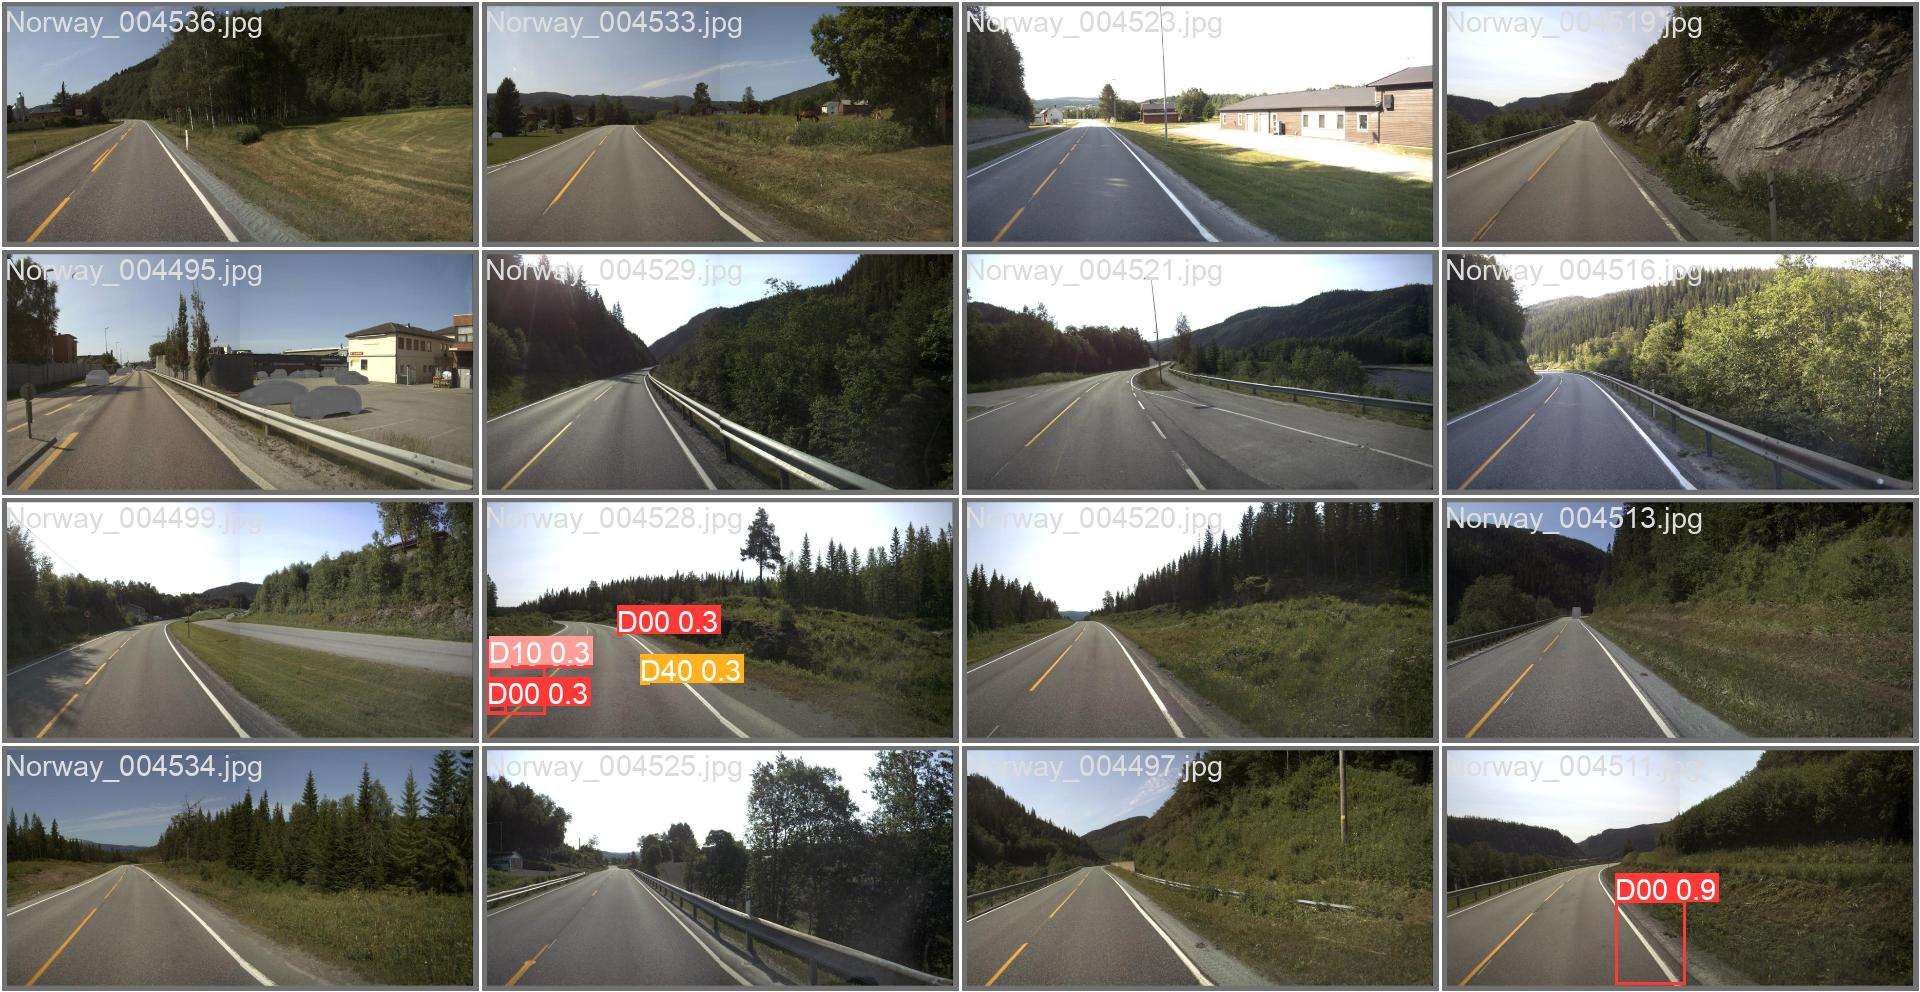 Norway_004536.jpg
Norway_004533.jpg
Norway_004523.jpg
Norway_004519.jpg
Norway_004495.jpg
Norway_004529.jpg
Norway_004521.jpg
Norway_004516.jpg
Norway_004499.jpg
Norway_004528.jpg
Norway_004520.jpg
Norway_004513.jpg
D00 0.3
D10 0.3
D40 0.3
D00 0.3
Norway_004534.jpg
Norway_004525.jpg
Norway_004497.jpg
Norway_004511.jpg
D00 0.9